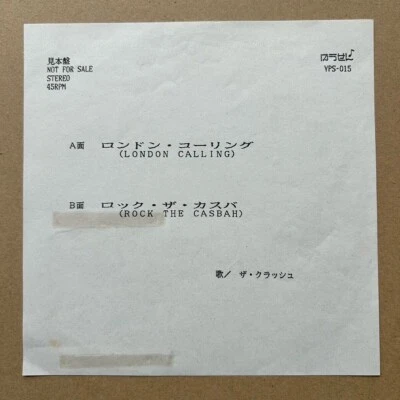 見本盤
NOT FOR SALE
STEREO
45RPM
YPS-015
A面 ロンドン・コーリング
(LONDON CALLING)
B面 ロック・ザ・カスバ
(ROCK THE CASBAH)
歌／ ザ・クラッシュ